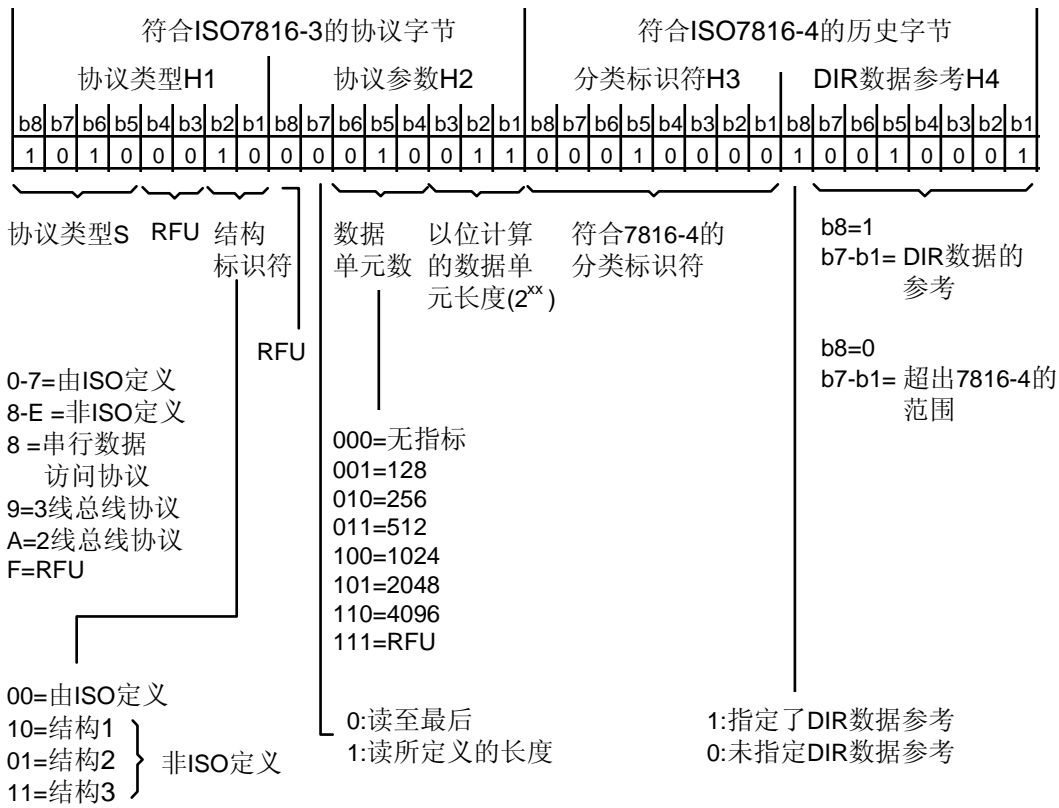 符合ISO7816-3的协议字节 符合ISO7816-4的历史字节
协议类型H1 协议参数H2 分类标识符H3 DIR数据参考H4
b8 b7 b6 b5 b4 b3 b2 b1 b8 b7 b6 b5 b4 b3 b2 b1 b8 b7 b6 b5 b4 b3 b2 b1 b8 b7 b6 b5 b4 b3 b2 b1
1 0 1 0 0 0 1 0 0 0 0 1 0 0 1 1 0 0 0 1 0 0 0 0 1 0 0 1 0 0 0 1
协议类型S
RFU
结构
标识符
RFU
数据
单元数
以位计算
的数据单
元长度(2^xx)
符合7816-4的
分类标识符
b8=1
b7-b1= DIR数据的
参考
b8=0
b7-b1= 超出7816-4的
范围
0-7=由ISO定义
8-E =非ISO定义
8 =串行数据
访问协议
9=3线总线协议
A=2线总线协议
F=RFU
000=无指标
001=128
010=256
011=512
100=1024
101=2048
110=4096
111=RFU
00=由ISO定义
10=结构1
01=结构2
11=结构3
非ISO定义
0:读至最后
1:读所定义的长度
1:指定了DIR数据参考
0:未指定DIR数据参考